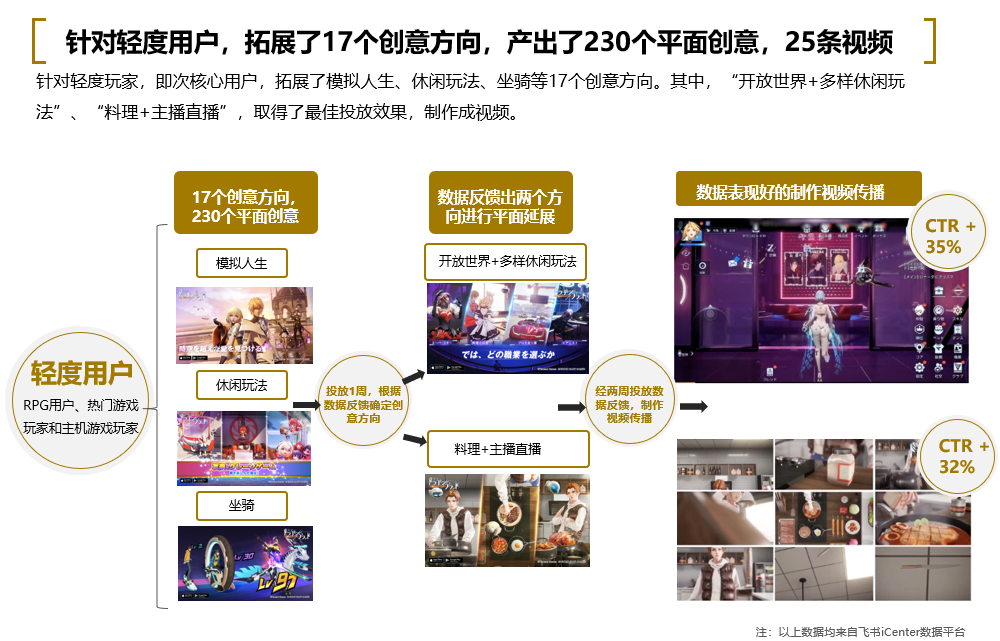 针对轻度用户，拓展了17个创意方向，产出了230个平面创意，25条视频
针对轻度玩家，即次核心用户，拓展了模拟人生、休闲玩法、坐骑等17个创意方向。其中，“开放世界+多样休闲玩
法”、“料理+主播直播”，取得了最佳投放效果，制作成视频。
17个创意方向，
230个平面创意
模拟人生
休闲玩法
坐骑
Lv.30
Lv.97
轻度用户
RPG用户、热门游戏
玩家和主机游戏玩家
投放1周，根据
数据反馈确定创
意方向
数据反馈出两个方
向进行平面延展
开放世界+多样休闲玩法
では、どの職業を選ぶか
料理+主播直播
经两周投放数
据反馈，制作
视频传播
数据表现好的制作视频传播
CTR +
35%
CTR +
32%
注：以上数据均来自飞书iCenter数据平台